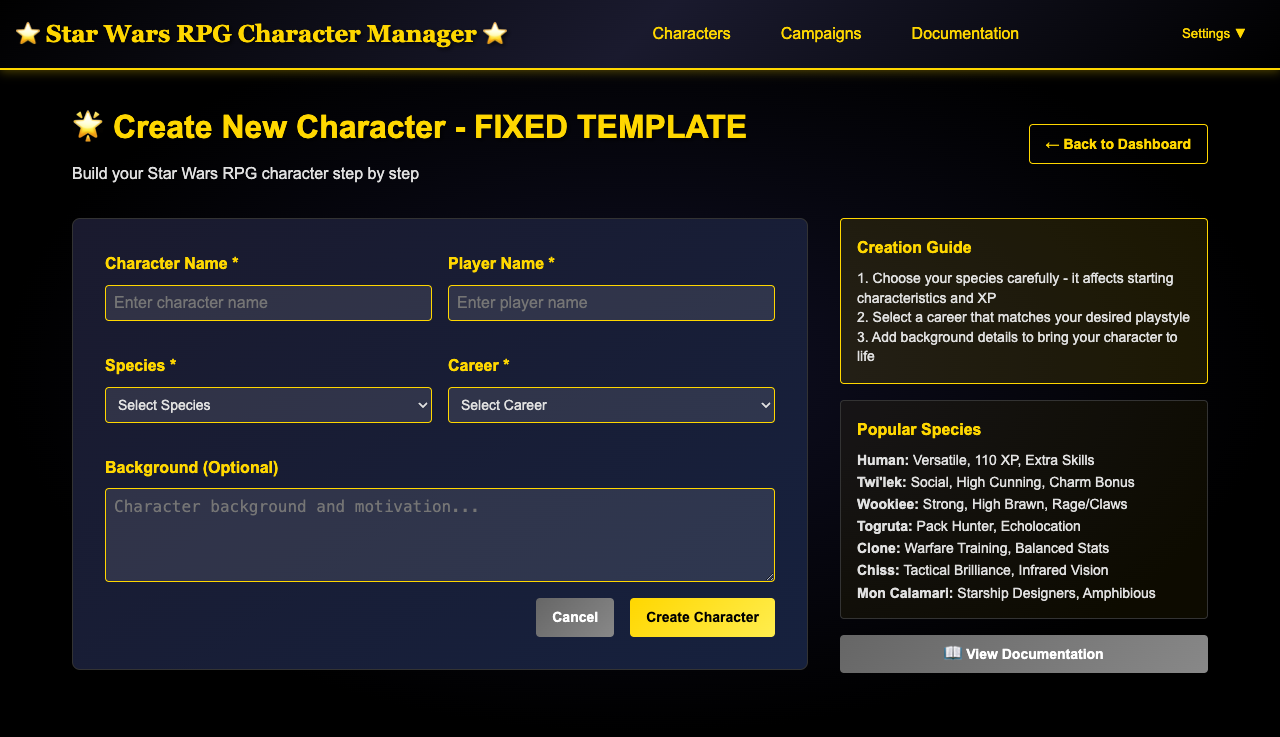 ⭐ Star Wars RPG Character Manager ⭐
Characters
Campaigns
Documentation
Settings ▼
🌟 Create New Character - FIXED TEMPLATE
Build your Star Wars RPG character step by step
← Back to Dashboard
Character Name *
Player Name *
Enter character name
Enter player name
Species *
Career *
Select Species
Select Career
Background (Optional)
Character background and motivation...
Cancel
Create Character
Creation Guide
1. Choose your species carefully - it affects starting
characteristics and XP
2. Select a career that matches your desired playstyle
3. Add background details to bring your character to
life
Popular Species
Human: Versatile, 110 XP, Extra Skills
Twi'lek: Social, High Cunning, Charm Bonus
Wookiee: Strong, High Brawn, Rage/Claws
Togruta: Pack Hunter, Echolocation
Clone: Warfare Training, Balanced Stats
Chiss: Tactical Brilliance, Infrared Vision
Mon Calamari: Starship Designers, Amphibious
📖 View Documentation